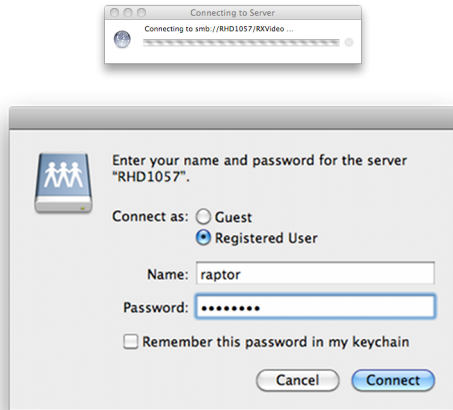 Connecting to Server
Connecting to smb://RHD1057/RXVideo ...
Enter your name and password for the server
"RHD1057".
Connect as: Guest
Registered User
Name: raptor
Password: ••••••••
Remember this password in my keychain
Cancel Connect